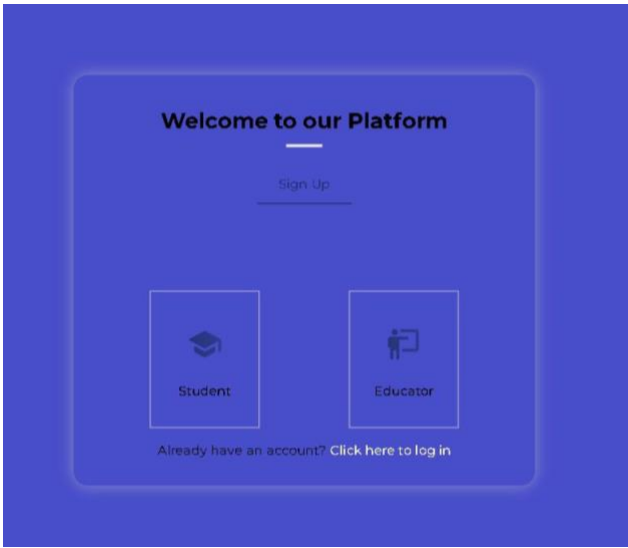 Welcome to our Platform
Sign Up
Student
Educator
Already have an account? Click here to log in